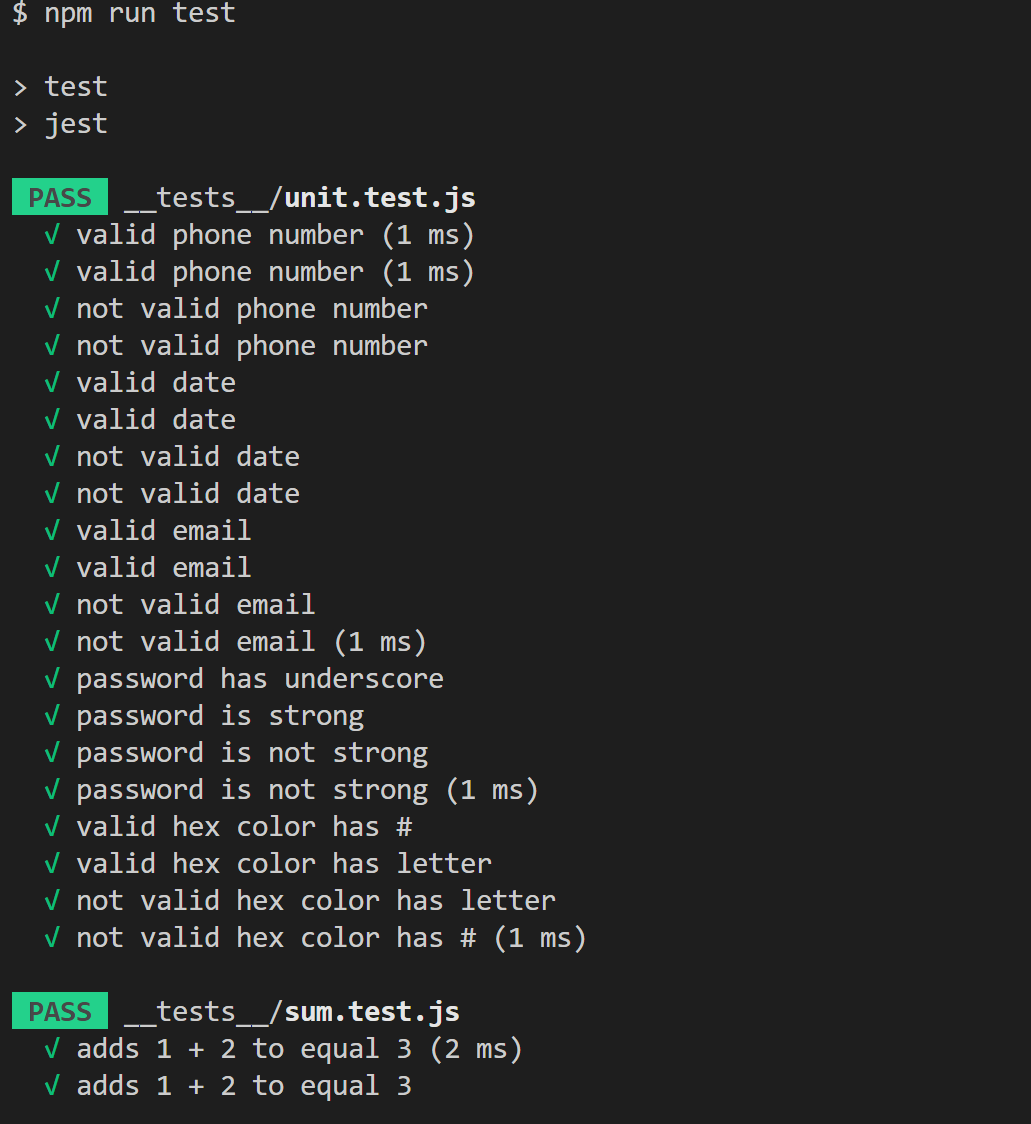 $ npm run test
> test
> jest
PASS __tests__/unit.test.js
√ valid phone number (1 ms)
√ valid phone number (1 ms)
√ not valid phone number
√ not valid phone number
√ valid date
√ valid date
√ not valid date
√ not valid date
√ valid email
√ valid email
√ not valid email
√ not valid email (1 ms)
√ password has underscore
√ password is strong
√ password is not strong
√ password is not strong (1 ms)
√ valid hex color has #
√ valid hex color has letter
√ not valid hex color has letter
√ not valid hex color has # (1 ms)
PASS __tests__/sum.test.js
√ adds 1 + 2 to equal 3 (2 ms)
√ adds 1 + 2 to equal 3